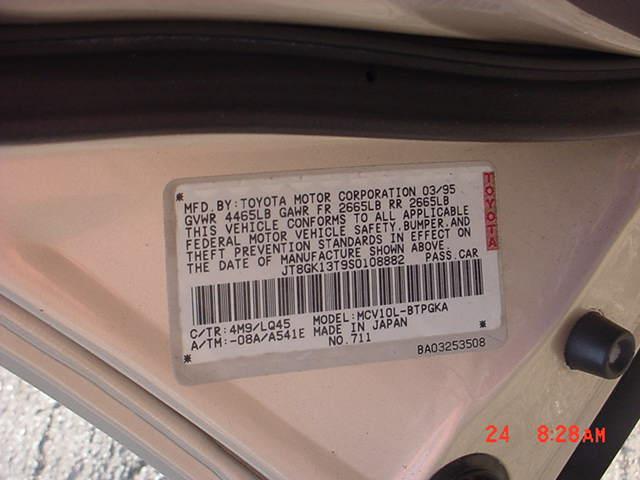 MFD. BY: TOYOTA MOTOR CORPORATION 03/95
GVWR 4465LB GAWR FR 2665LB RR 2665LB
THIS VEHICLE CONFORMS TO ALL APPLICABLE
FEDERAL MOTOR VEHICLE SAFETY, BUMPER, AND
THEFT PREVENTION STANDARDS IN EFFECT ON
THE DATE OF MANUFACTURE SHOWN ABOVE.
JT8GK13T9S0108882 PASS. CAR
TOYOTA
C/TR: 4M9/LQ45 MODEL: MCV10L-BTPGKA
A/TM: -08A/A541E MADE IN JAPAN
NO. 711
BA03253508
24 8:28AM